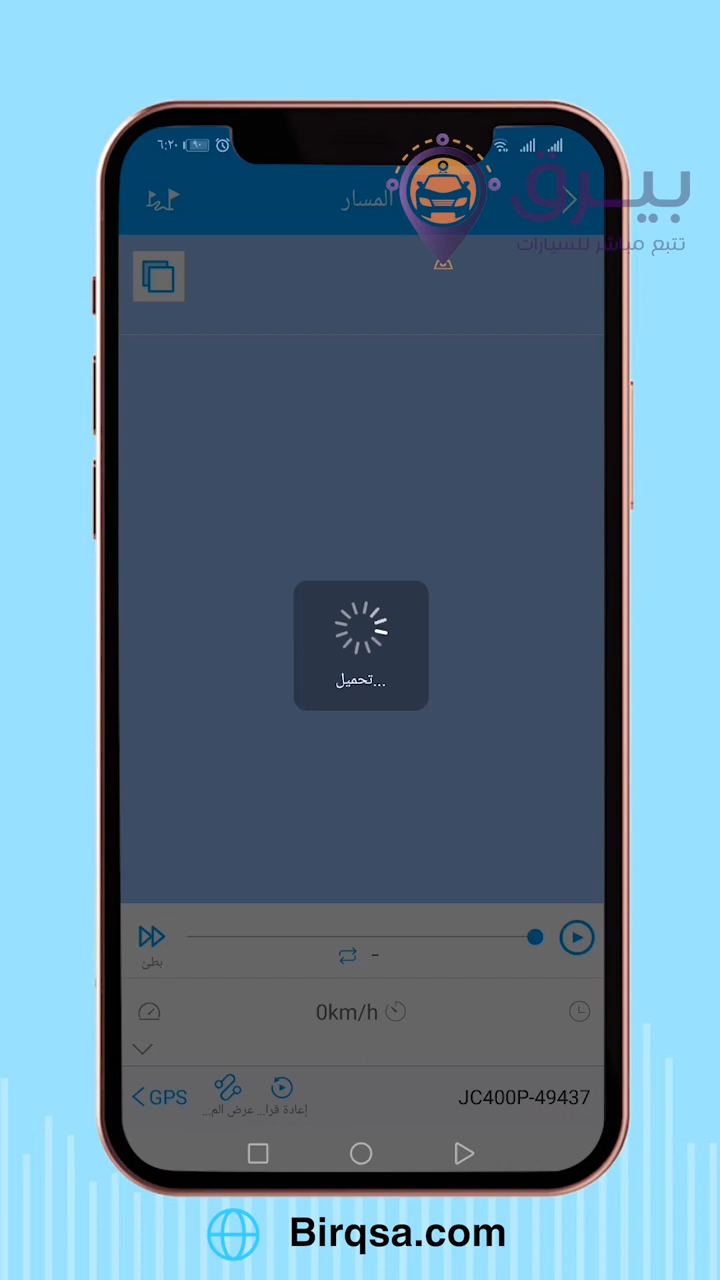 ٦:٢٠
٩٠
المسار
بيرق
تتبع مباشر للسيارات
تحميل...
بطئ
-
0km/h
GPS
إعادة قرا...
عرض الم...
JC400P-49437
Birqsa.com